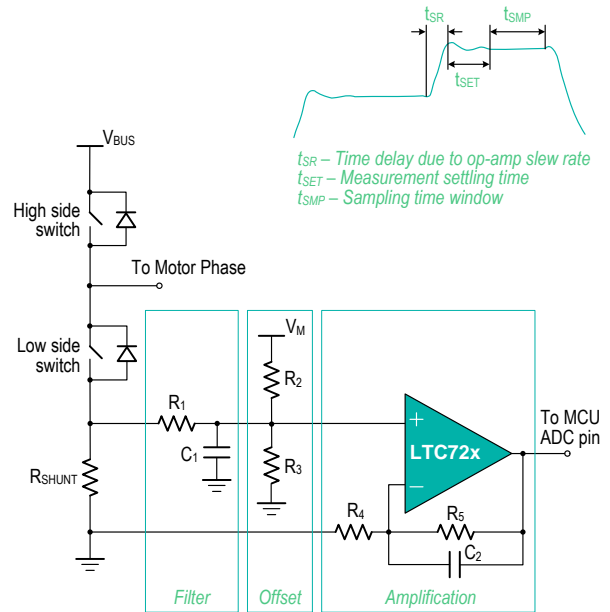 tSR
tSMP
tSET
tSR – Time delay due to op-amp slew rate
tSET – Measurement settling time
tSMP – Sampling time window
VBUS
High side
switch
To Motor Phase
Low side
switch
VM
R2
R1
C1
R3
RSHUNT
+
LTC72x
−
To MCU
ADC pin
R4
R5
C2
Filter
Offset
Amplification